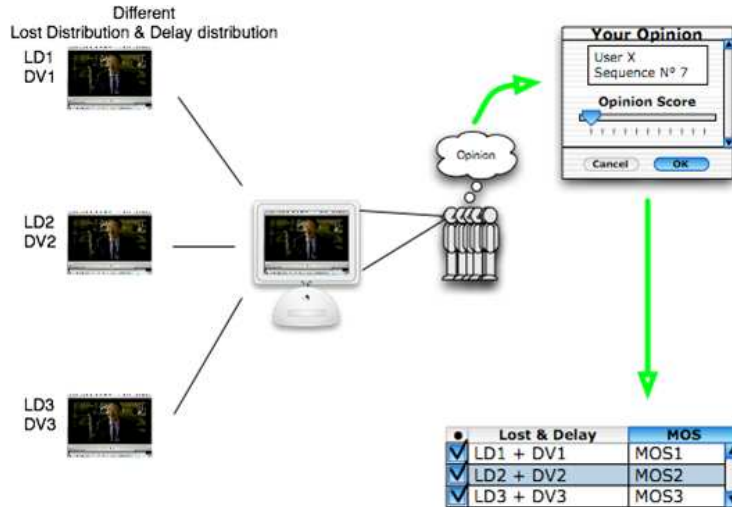 Different
Lost Distribution & Delay distribution
LD1
DV1
LD2
DV2
LD3
DV3
Opinion
Your Opinion
User X
Sequence Nº 7
Opinion Score
Cancel
OK
Lost & Delay
MOS
LD1 + DV1
MOS1
LD2 + DV2
MOS2
LD3 + DV3
MOS3